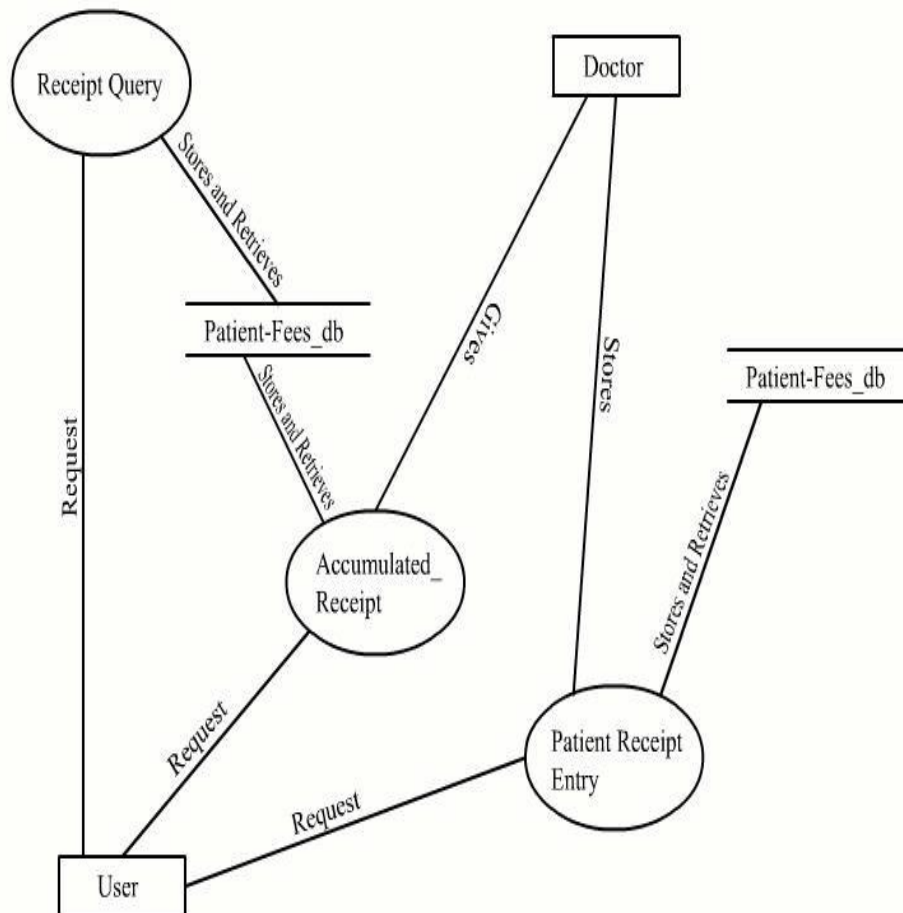 Receipt Query
Doctor
Stores and Retrieves
Patient-Fees_db
Gives
Stores
Patient-Fees_db
Stores and Retrieves
Request
Stores and Retrieves
Accumulated_
Receipt
Request
Patient Receipt
Entry
Request
User